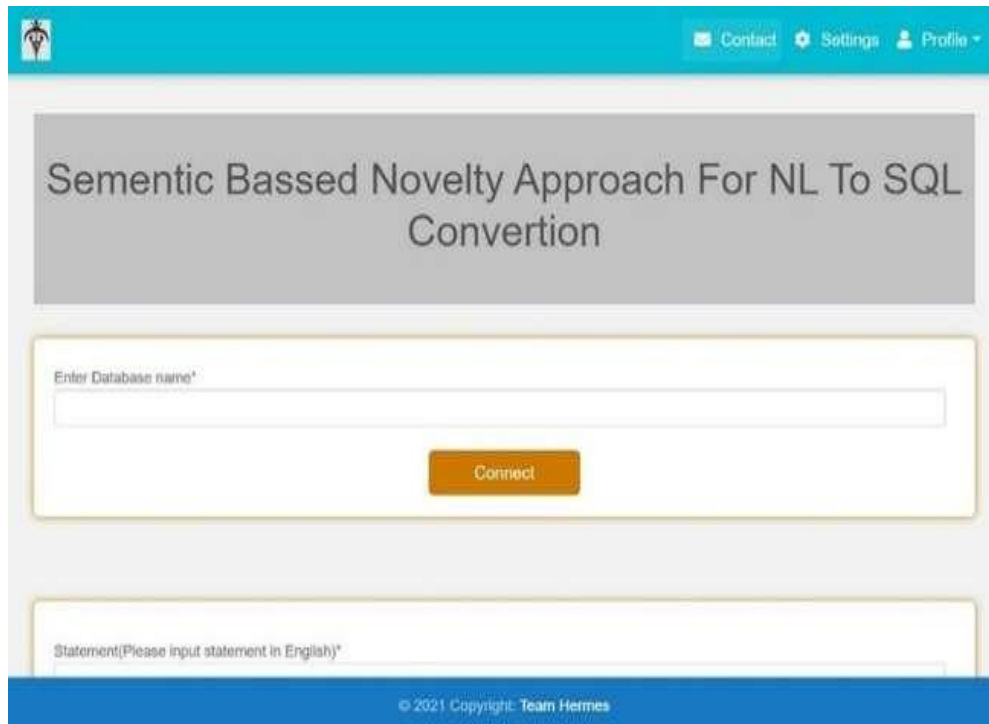 Contact Settings Profile
Sementic Bassed Novelty Approach For NL To SQL
Convertion
Enter Database name*
Connect
Statement(Please input statement in English)*
© 2021 Copyright: Team Hermes